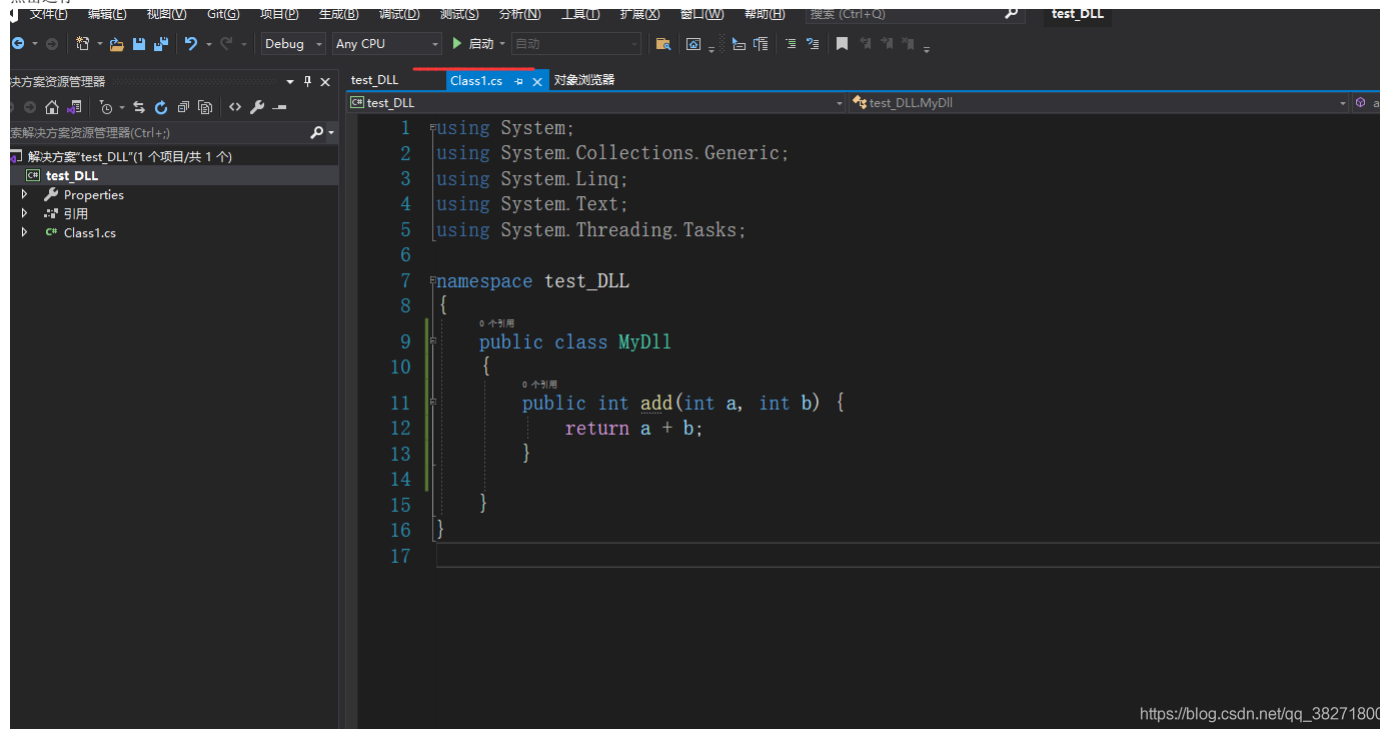 点击运行
文件(F) 编辑(E) 视图(V) Git(G) 项目(P) 生成(B) 调试(D) 测试(S) 分析(N) 工具(T) 扩展(X) 窗口(W) 帮助(H) 搜索 (Ctrl+Q) test_DLL
Debug Any CPU 启动 自动
决方案资源管理器
test_DLL Class1.cs 对象浏览器
test_DLL test_DLL.MyDll a
索解决方案资源管理器(Ctrl+;)
解决方案"test_DLL"(1 个项目/共 1 个)
test_DLL
Properties
引用
Class1.cs
1 using System;
2 using System.Collections.Generic;
3 using System.Linq;
4 using System.Text;
5 using System.Threading.Tasks;
6
7 namespace test_DLL
8 {
0 个引用
9 public class MyDll
10 {
0 个引用
11 public int add(int a, int b) {
12 return a + b;
13 }
14
15 }
16 }
17
https://blog.csdn.net/qq_38271800